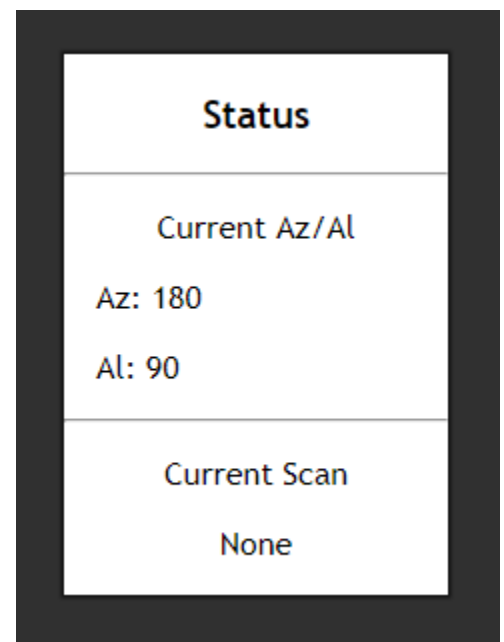 Status
Current Az/Al
Az: 180
Al: 90
Current Scan
None